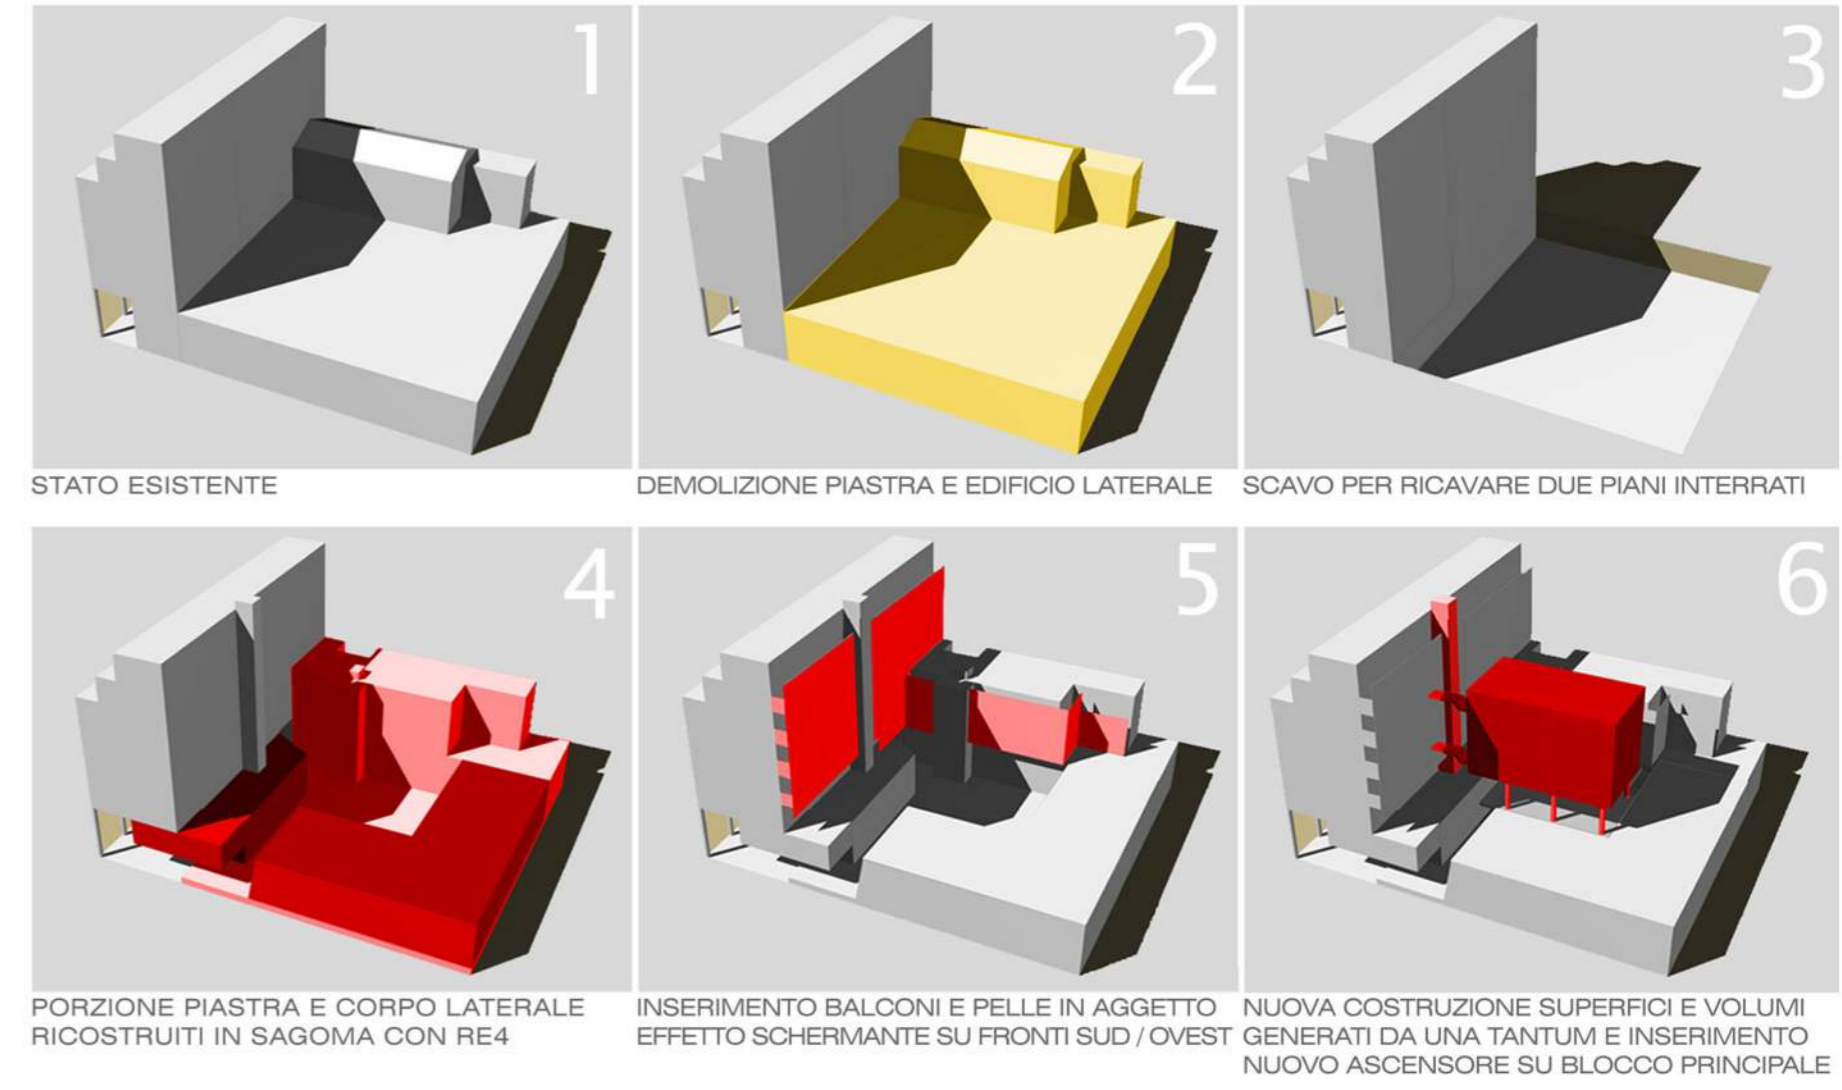 1
2
3
STATO ESISTENTE
DEMOLIZIONE PIASTRA E EDIFICIO LATERALE
SCAVO PER RICAVARE DUE PIANI INTERRATI
4
5
6
PORZIONE PIASTRA E CORPO LATERALE
RICOSTRUITI IN SAGOMA CON RE4
INSERIMENTO BALCONI E PELLE IN AGGETTO
EFFETTO SCHERMANTE SU FRONTI SUD / OVEST
NUOVA COSTRUZIONE SUPERFICI E VOLUMI
GENERATI DA UNA TANTUM E INSERIMENTO
NUOVO ASCENSORE SU BLOCCO PRINCIPALE